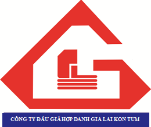 CÔNG TY ĐẤU GIÁ HỢP DANH GIA LAI KON TUM